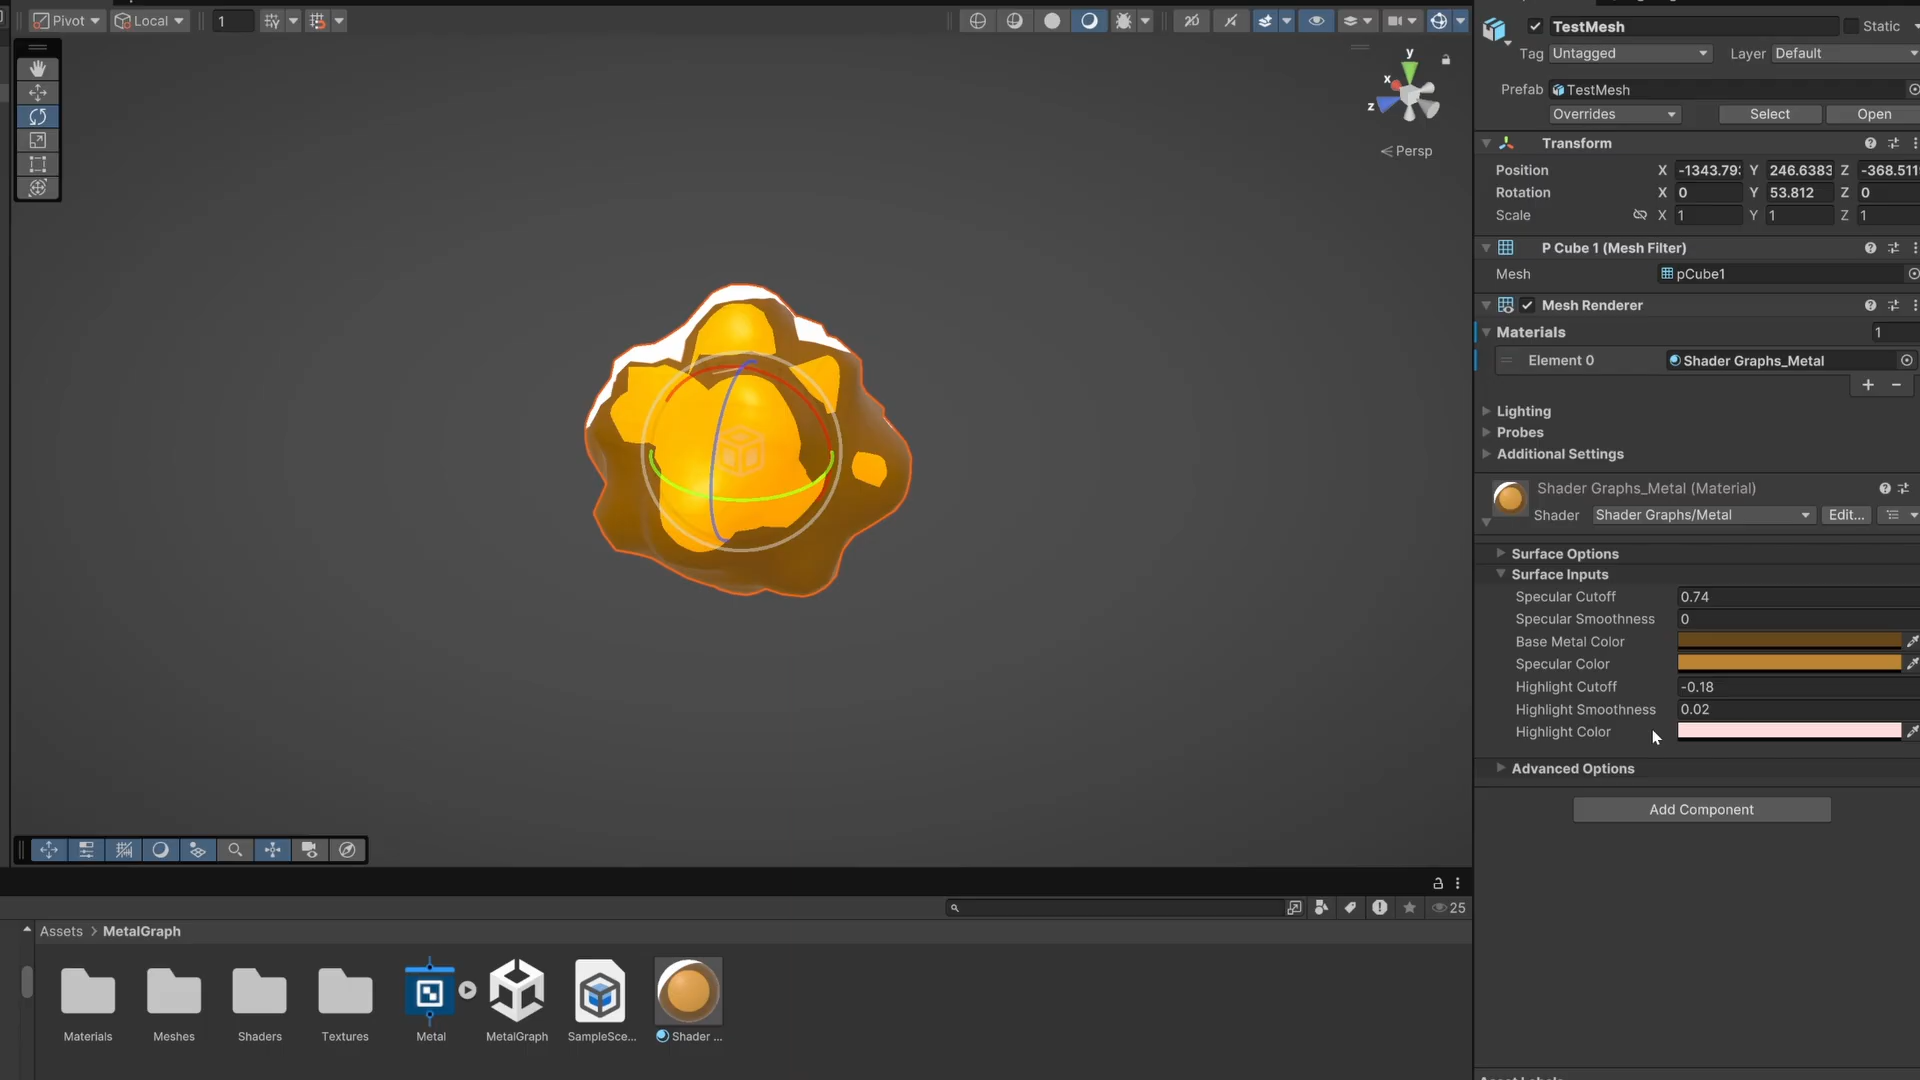 Pivot
Local
1
2D
y
x
z
Persp
TestMesh
Static
Tag
Untagged
Layer
Default
Prefab
TestMesh
Overrides
Select
Open
Transform
Position
X
-1343.79
Y
246.6383
Z
-368.511
Rotation
X
0
Y
53.812
Z
0
Scale
X
1
Y
1
Z
1
P Cube 1 (Mesh Filter)
Mesh
pCube1
Mesh Renderer
Materials
1
Element 0
Shader Graphs_Metal
+
−
Lighting
Probes
Additional Settings
Shader Graphs_Metal (Material)
Shader
Shader Graphs/Metal
Edit...
Surface Options
Surface Inputs
Specular Cutoff
0.74
Specular Smoothness
0
Base Metal Color
Specular Color
Highlight Cutoff
-0.18
Highlight Smoothness
0.02
Highlight Color
Advanced Options
Add Component
25
Assets > MetalGraph
Materials
Meshes
Shaders
Textures
Metal
MetalGraph
SampleSce...
Shader ...